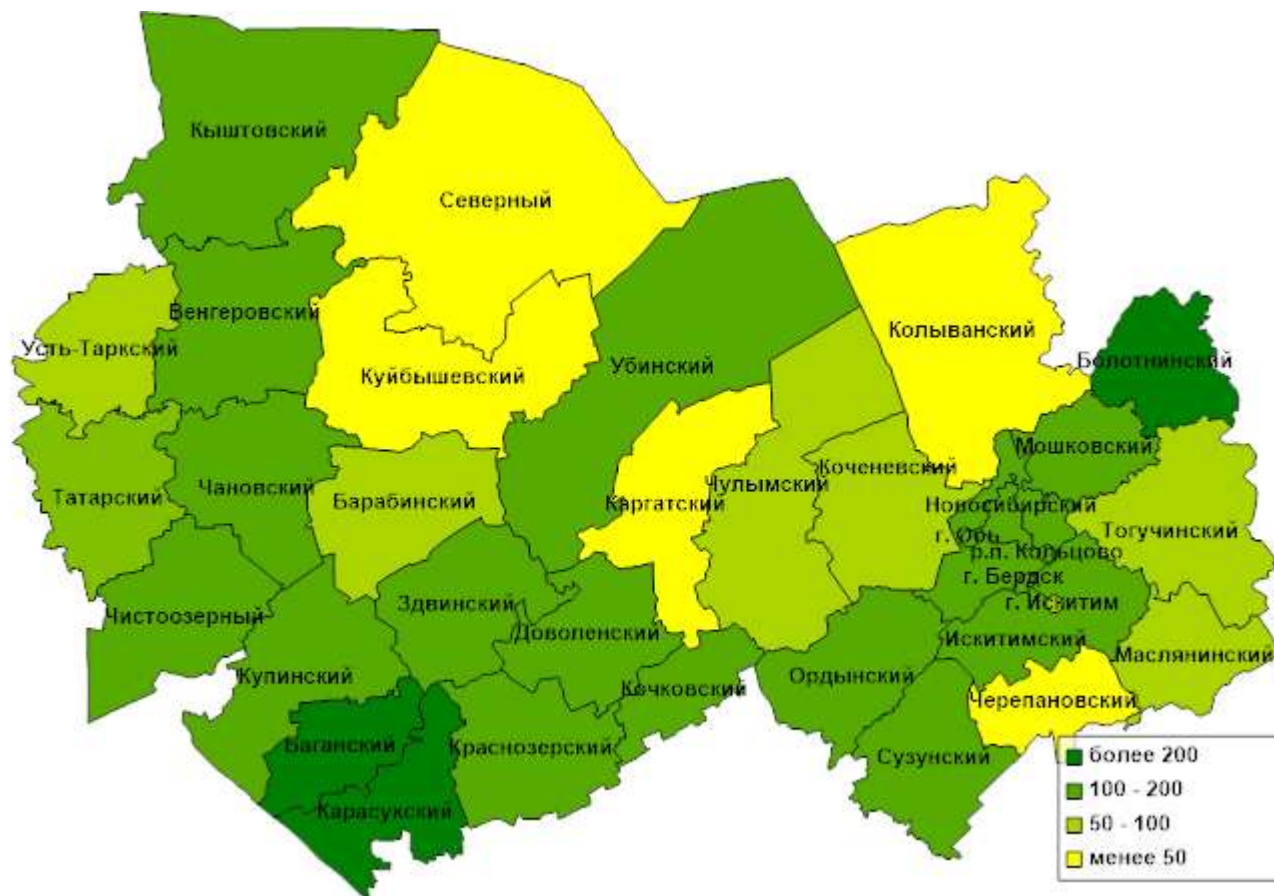 Кыштовский
Северный
Венгеровский
Колыванский
Усть-Таркский
Болотнинский
Куйбышевский
Убинский
Мошковский
Коченевский
Чановский
Чулымский
Татарский
Барабинский
Каргатский
Новосибирский
Тогучинский
г. Обь
р.п. Кольцово
г. Бердск
Здвинский
г. Искитим
Чистоозерный
Доволенский
Искитимский
Маслянинский
Купинский
Ордынский
Кочковский
Черепановский
Баганский
Краснозерский
Сузунский
Карасукский
более 200
100 - 200
50 - 100
менее 50